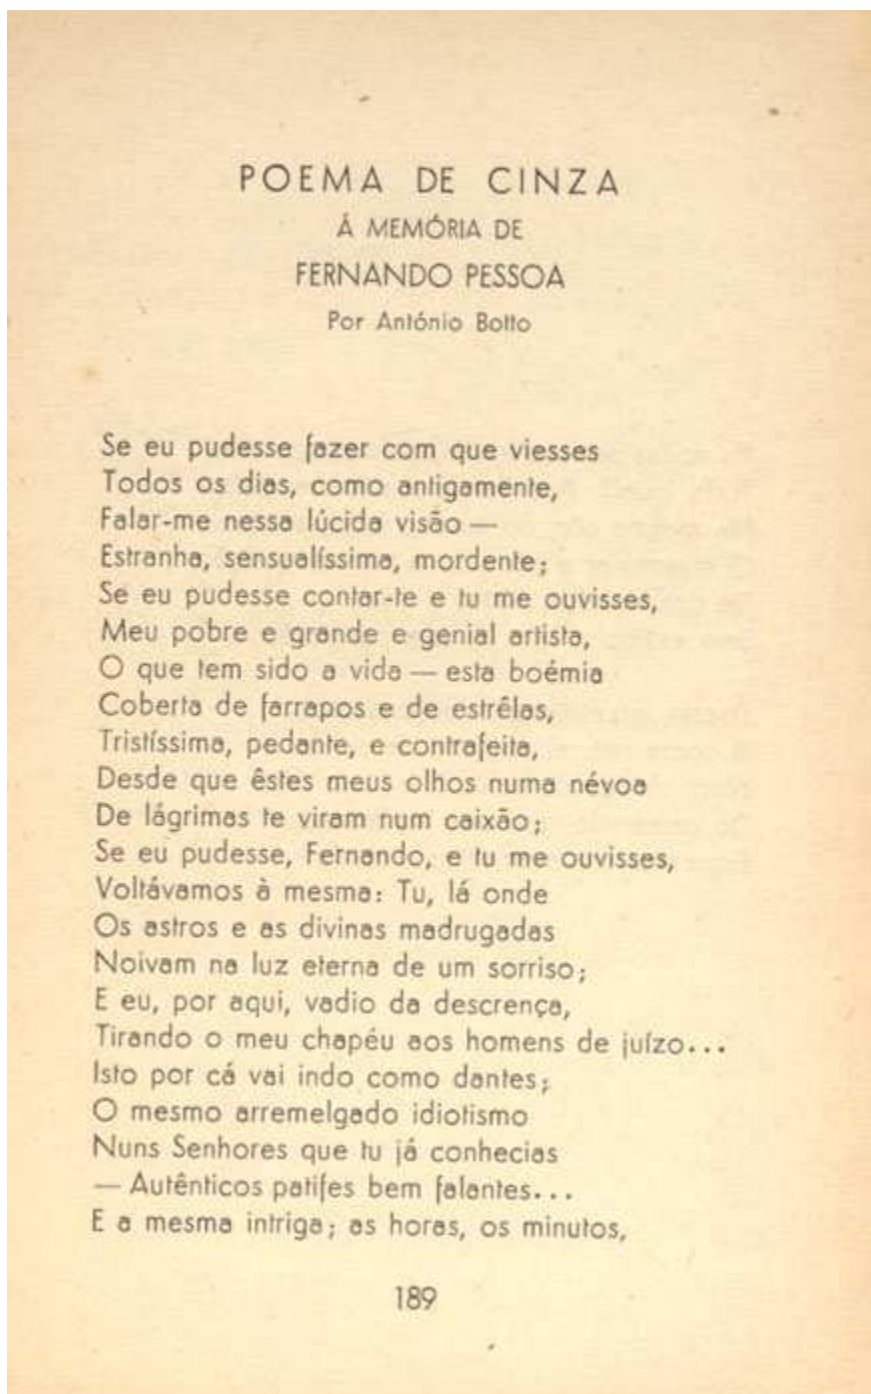 POEMA DE CINZA
Á MEMÓRIA DE
FERNANDO PESSOA
Por António Botto
Se eu pudesse fazer com que viesses
Todos os dias, como antigamente,
Falar-me nessa lúcida visão —
Estranha, sensualíssima, mordente;
Se eu pudesse contar-te e tu me ouvisses,
Meu pobre e grande e genial artista,
O que tem sido a vida — esta boémia
Coberta de farrapos e de estrêlas,
Tristíssima, pedante, e contrafeita,
Desde que êstes meus olhos numa névoa
De lágrimas te viram num caixão;
Se eu pudesse, Fernando, e tu me ouvisses,
Voltávamos à mesma: Tu, lá onde
Os astros e as divinas madrugadas
Noivam na luz eterna de um sorriso;
E eu, por aqui, vadio da descrença,
Tirando o meu chapéu aos homens de juízo...
Isto por cá vai indo como dantes;
O mesmo arremelgado idiotismo
Nuns Senhores que tu já conhecias
— Autênticos patifes bem falantes...
E a mesma intriga; as horas, os minutos,
189